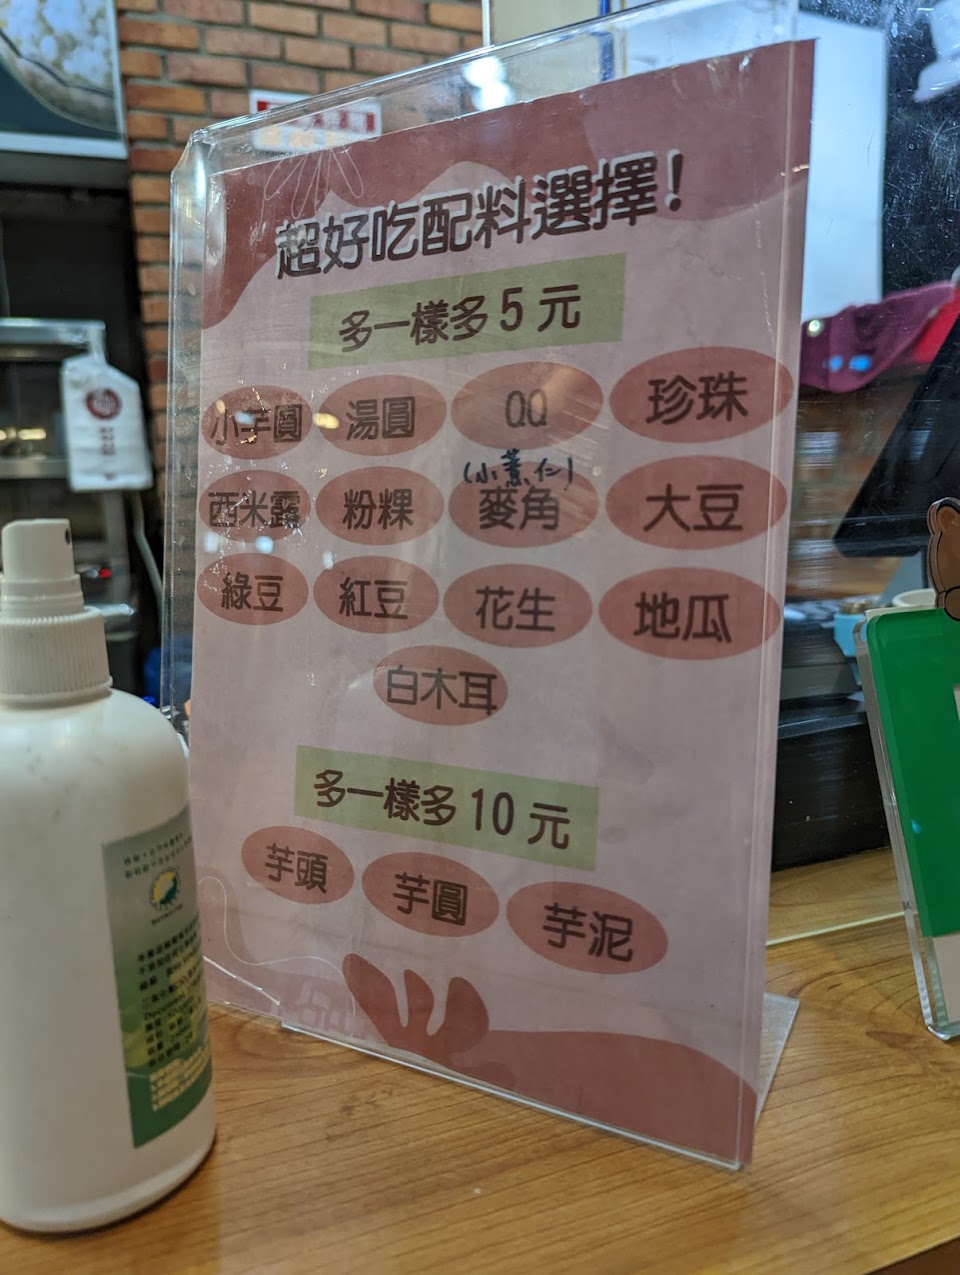 超好吃配料選擇!
多一樣多5元
小芋圓 湯圓 QQ 珍珠
(小薏仁)
西米露 粉粿 麥角 大豆
綠豆 紅豆 花生 地瓜
白木耳
多一樣多10元
芋頭 芋圓 芋泥